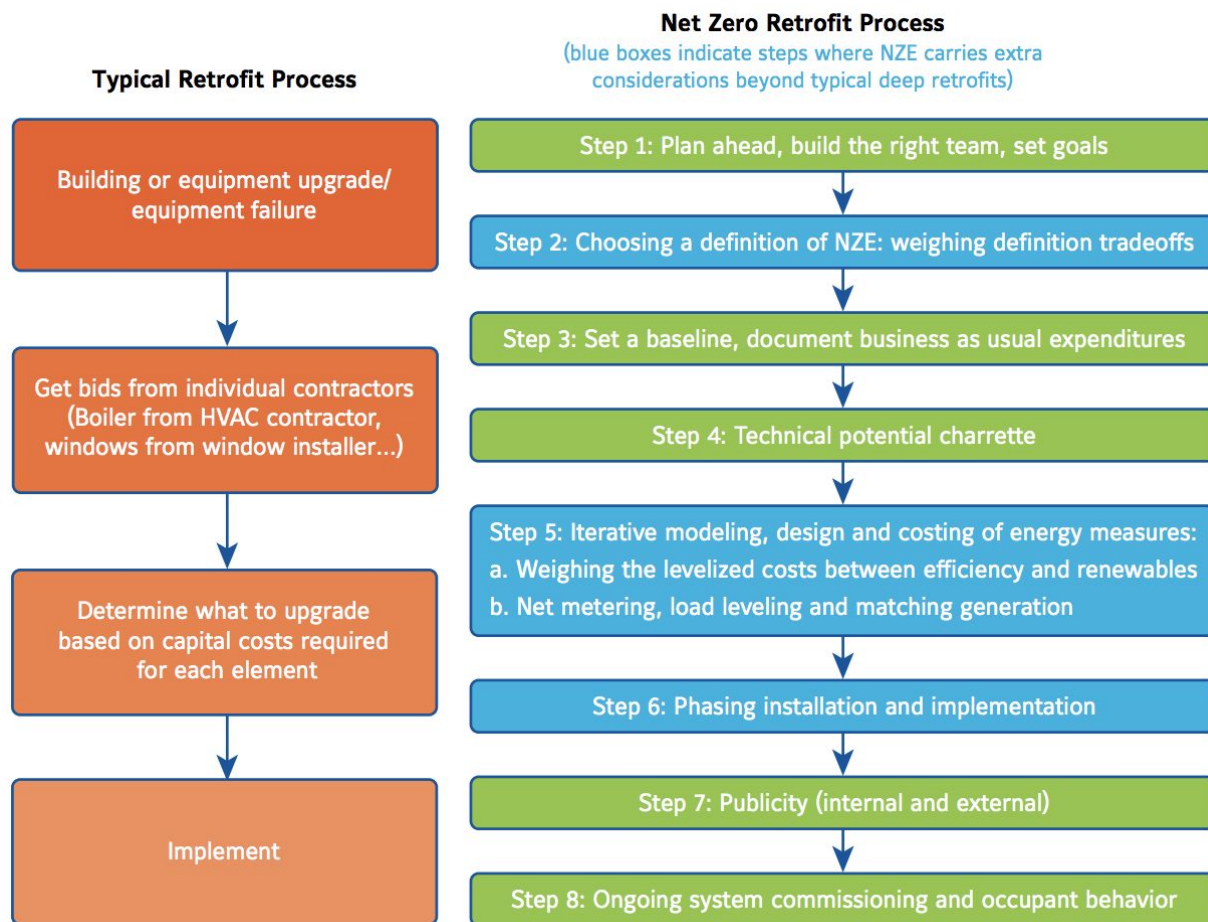 Typical Retrofit Process
Building or equipment upgrade/
equipment failure
Get bids from individual contractors
(Boiler from HVAC contractor,
windows from window installer...)
Determine what to upgrade
based on capital costs required
for each element
Implement
Net Zero Retrofit Process
(blue boxes indicate steps where NZE carries extra
considerations beyond typical deep retrofits)
Step 1: Plan ahead, build the right team, set goals
Step 2: Choosing a definition of NZE: weighing definition tradeoffs
Step 3: Set a baseline, document business as usual expenditures
Step 4: Technical potential charrette
Step 5: Iterative modeling, design and costing of energy measures:
a. Weighing the levelized costs between efficiency and renewables
b. Net metering, load leveling and matching generation
Step 6: Phasing installation and implementation
Step 7: Publicity (internal and external)
Step 8: Ongoing system commissioning and occupant behavior